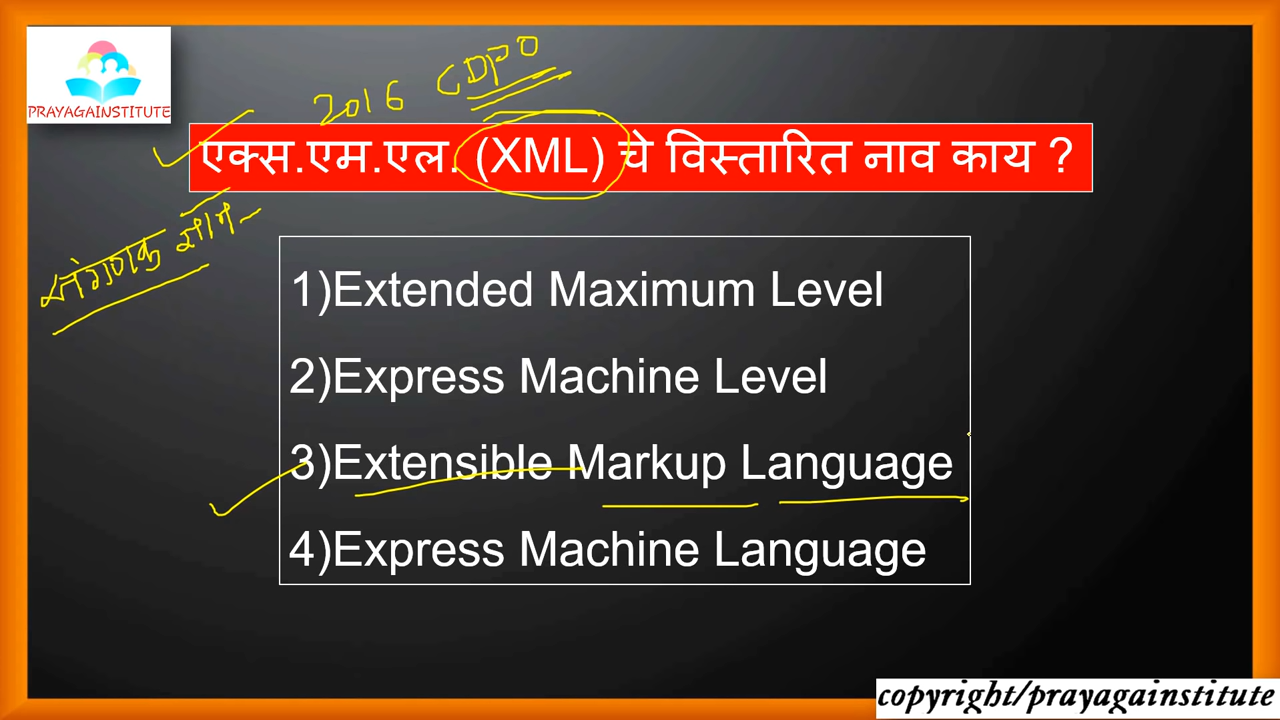 PRAYAGAINSTITUTE
2016 CDPO
एक्स.एम.एल. (XML) चे विस्तारित नाव काय ?
1)Extended Maximum Level
2)Express Machine Level
3)Extensible Markup Language
4)Express Machine Language
copyright/prayagainstitute